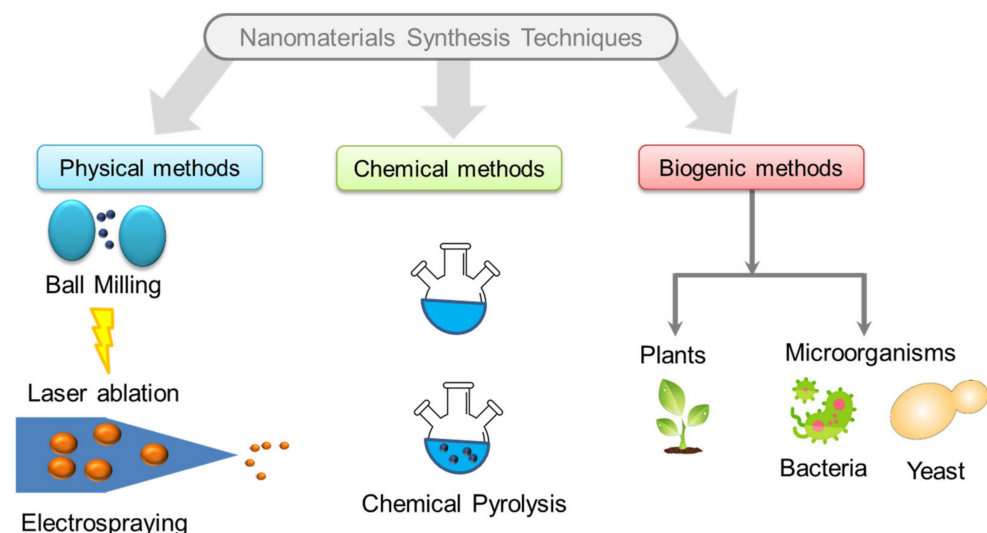 Nanomaterials Synthesis Techniques
Physical methods
Chemical methods
Biogenic methods
Ball Milling
Laser ablation
Electrospraying
Chemical Pyrolysis
Plants
Microorganisms
Bacteria
Yeast